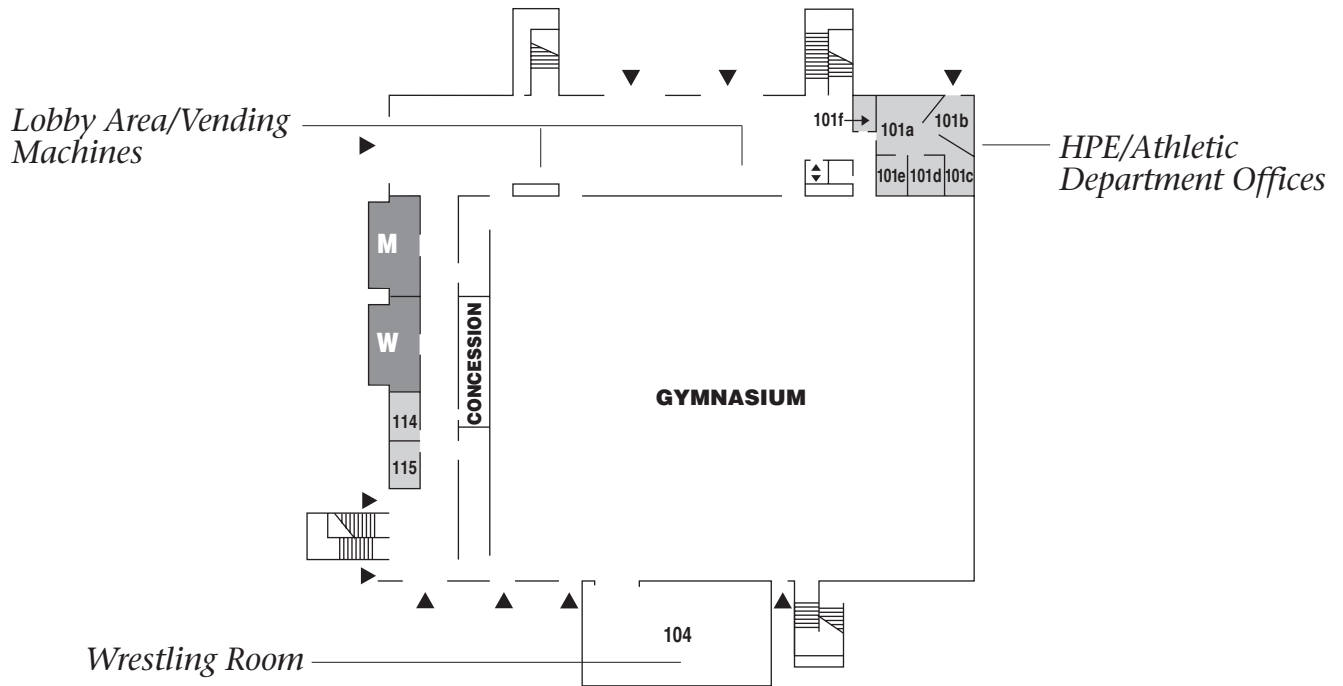 Lobby Area/Vending
Machines
101f
101a
101b
HPE/Athletic
Department Offices
101e
101d
101c
M
W
CONCESSION
GYMNASIUM
114
115
104
Wrestling Room